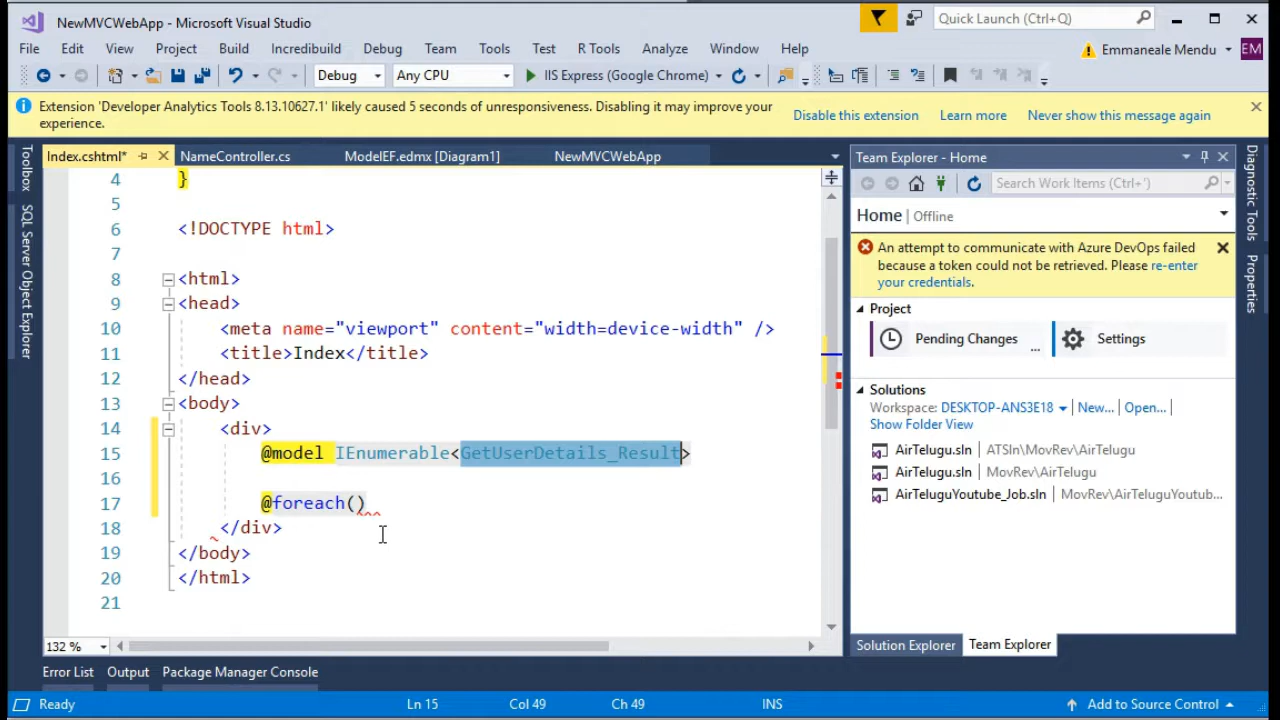 NewMVCWebApp - Microsoft Visual Studio
Quick Launch (Ctrl+Q)
File Edit View Project Build Incredibuild Debug Team Tools Test R Tools Analyze Window Help
Emmaneale Mendu EM
Debug Any CPU IIS Express (Google Chrome)
Extension 'Developer Analytics Tools 8.13.10627.1' likely caused 5 seconds of unresponsiveness. Disabling it may improve your
experience.
Disable this extension Learn more Never show this message again
Toolbox
SQL Server Object Explorer
Index.cshtml* NameController.cs ModelEF.edmx [Diagram1] NewMVCWebApp
4 }
5
6 <!DOCTYPE html>
7
8 <html>
9 <head>
10 <meta name="viewport" content="width=device-width" />
11 <title>Index</title>
12 </head>
13 <body>
14 <div>
15 @model IEnumerable<GetUserDetails_Result>
16
17 @foreach()
18 </div>
19 </body>
20 </html>
21
132 %
Team Explorer - Home
Search Work Items (Ctrl+')
Home | Offline
An attempt to communicate with Azure DevOps failed
because a token could not be retrieved. Please re-enter
your credentials.
Project
Pending Changes ...
Settings
Solutions
Workspace: DESKTOP-ANS3E18 | New... | Open... |
Show Folder View
AirTelugu.sln ATSln/MovRev/AirTelugu
AirTelugu.sln MovRev/AirTelugu
AirTeluguYoutube_Job.sln MovRev/AirTeluguYoutub...
Solution Explorer Team Explorer
Diagnostic Tools
Properties
Error List Output Package Manager Console
Ready Ln 15 Col 49 Ch 49 INS Add to Source Control